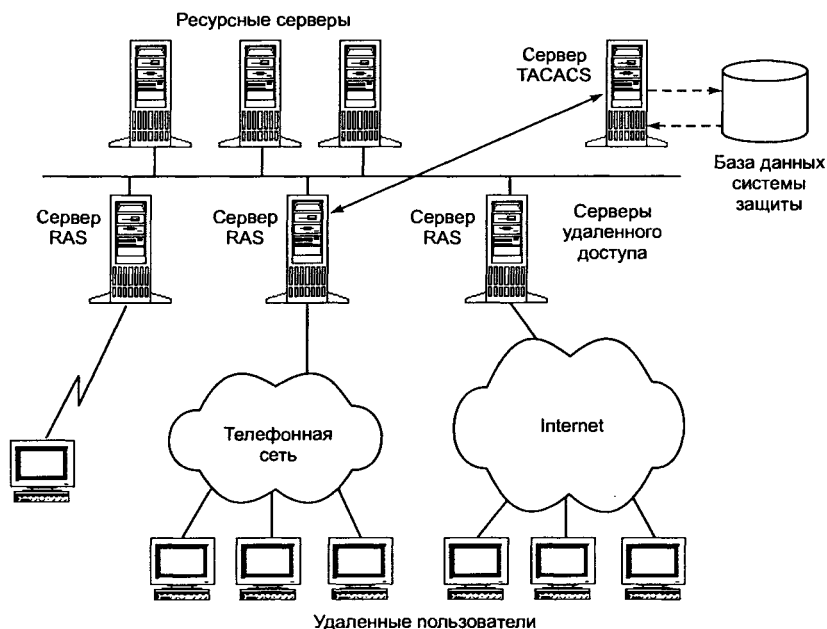 Ресурсные серверы
Сервер
TACACS
База данных
системы
защиты
Сервер
RAS
Сервер
RAS
Сервер
RAS
Серверы
удаленного
доступа
Телефонная
сеть
Internet
Удаленные пользователи